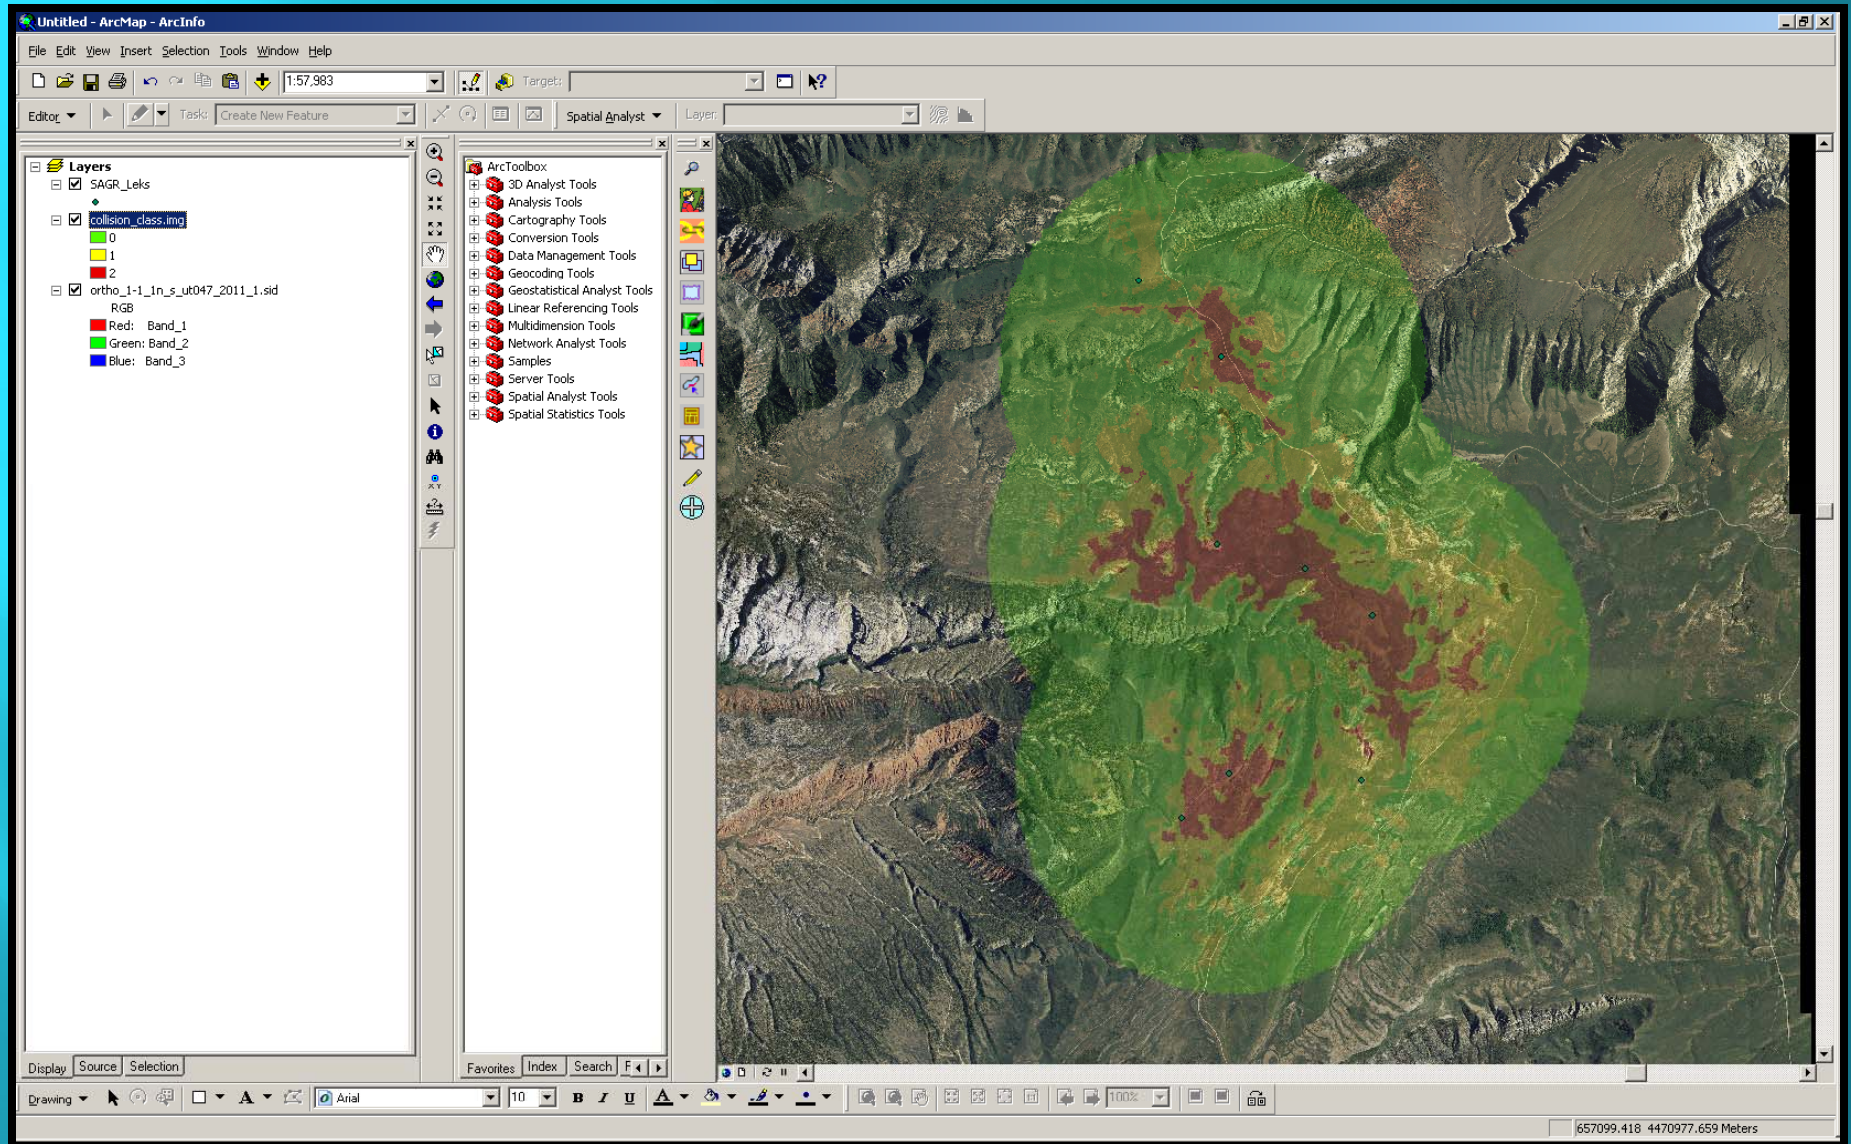 Untitled - ArcMap - ArcInfo
File Edit View Insert Selection Tools Window Help
1:57,983 Target:
Editor Task: Create New Feature Spatial Analyst Layer:
Layers
SAGR_Leks
collision_class.img
0
1
2
ortho_1-1_1n_s_ut047_2011_1.sid
RGB
Red: Band_1
Green: Band_2
Blue: Band_3
Display Source Selection
ArcToolbox
3D Analyst Tools
Analysis Tools
Cartography Tools
Conversion Tools
Data Management Tools
Geocoding Tools
Geostatistical Analyst Tools
Linear Referencing Tools
Multidimension Tools
Network Analyst Tools
Samples
Server Tools
Spatial Analyst Tools
Spatial Statistics Tools
Favorites Index Search F
Drawing A Arial 10 B I U A 100%
657099.418 4470977.659 Meters